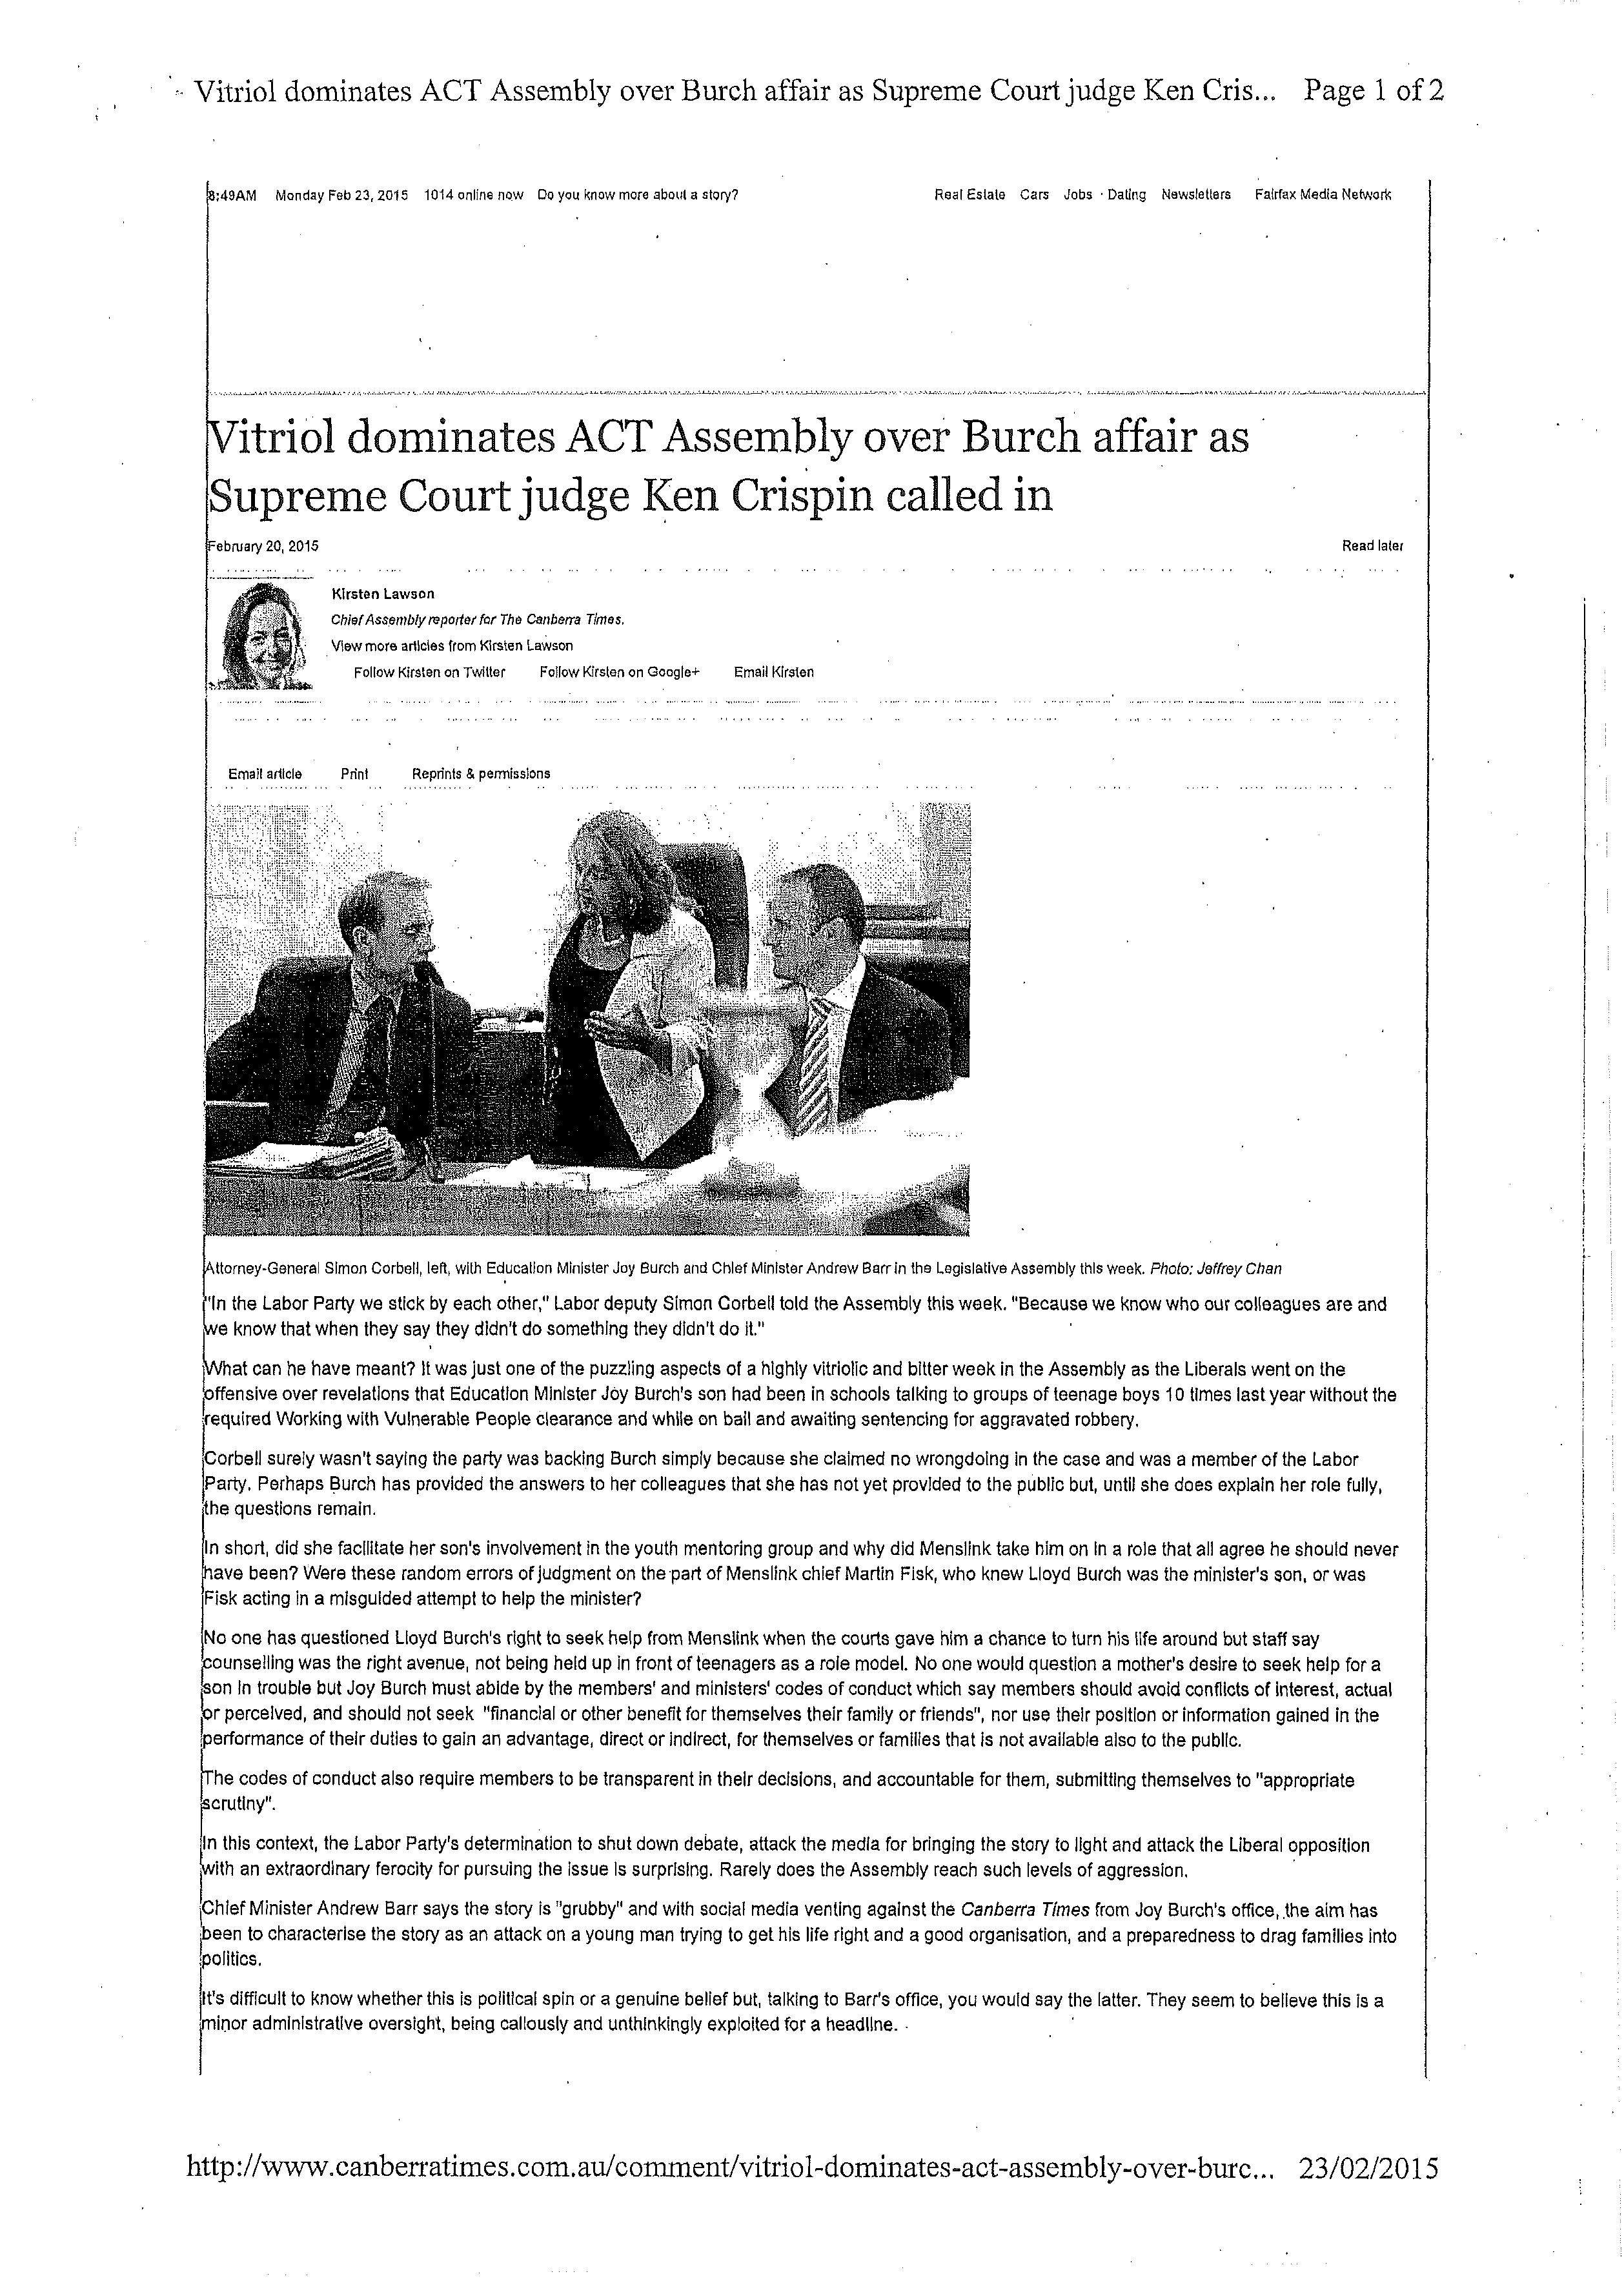 Vitriol dominates ACT Assembly over Burch affair as Supreme Court judge Ken Cris... Page 1 of 2
8:49AM Monday Feb 23, 2015 1014 online now Do you know more about a story? Real Estate Cars Jobs Dating Newsletters Fairfax Media Network
Vitriol dominates ACT Assembly over Burch affair as
Supreme Court judge Ken Crispin called in
February 20, 2015 Read later
Kirsten Lawson
Chief Assembly reporter for The Canberra Times.
View more articles from Kirsten Lawson
Follow Kirsten on Twitter Follow Kirsten on Google+ Email Kirsten
Email article Print Reprints & permissions
Attorney-General Simon Corbell, left, with Education Minister Joy Burch and Chief Minister Andrew Barr in the Legislative Assembly this week. Photo: Jeffrey Chan
"In the Labor Party we stick by each other," Labor deputy Simon Corbell told the Assembly this week. "Because we know who our colleagues are and
we know that when they say they didn't do something they didn't do it."
What can he have meant? It was just one of the puzzling aspects of a highly vitriolic and bitter week in the Assembly as the Liberals went on the
offensive over revelations that Education Minister Joy Burch's son had been in schools talking to groups of teenage boys 10 times last year without the
required Working with Vulnerable People clearance and while on bail and awaiting sentencing for aggravated robbery.
Corbell surely wasn't saying the party was backing Burch simply because she claimed no wrongdoing in the case and was a member of the Labor
Party. Perhaps Burch has provided the answers to her colleagues that she has not yet provided to the public but, until she does explain her role fully,
the questions remain.
In short, did she facilitate her son's involvement in the youth mentoring group and why did Menslink take him on in a role that all agree he should never
have been? Were these random errors of judgment on the part of Menslink chief Martin Fisk, who knew Lloyd Burch was the minister's son, or was
Fisk acting in a misguided attempt to help the minister?
No one has questioned Lloyd Burch's right to seek help from Menslink when the courts gave him a chance to turn his life around but staff say
counselling was the right avenue, not being held up in front of teenagers as a role model. No one would question a mother's desire to seek help for a
son in trouble but Joy Burch must abide by the members' and ministers' codes of conduct which say members should avoid conflicts of interest, actual
or perceived, and should not seek "financial or other benefit for themselves their family or friends", nor use their position or information gained in the
performance of their duties to gain an advantage, direct or indirect, for themselves or families that is not available also to the public.
The codes of conduct also require members to be transparent in their decisions, and accountable for them, submitting themselves to "appropriate
scrutiny".
In this context, the Labor Party's determination to shut down debate, attack the media for bringing the story to light and attack the Liberal opposition
with an extraordinary ferocity for pursuing the issue is surprising. Rarely does the Assembly reach such levels of aggression.
Chief Minister Andrew Barr says the story is "grubby" and with social media venting against the Canberra Times from Joy Burch's office, the aim has
been to characterise the story as an attack on a young man trying to get his life right and a good organisation, and a preparedness to drag families into
politics.
It's difficult to know whether this is political spin or a genuine belief but, talking to Barr's office, you would say the latter. They seem to believe this is a
minor administrative oversight, being callously and unthinkingly exploited for a headline.
http://www.canberratimes.com.au/comment/vitriol-dominates-act-assembly-over-burc... 23/02/2015